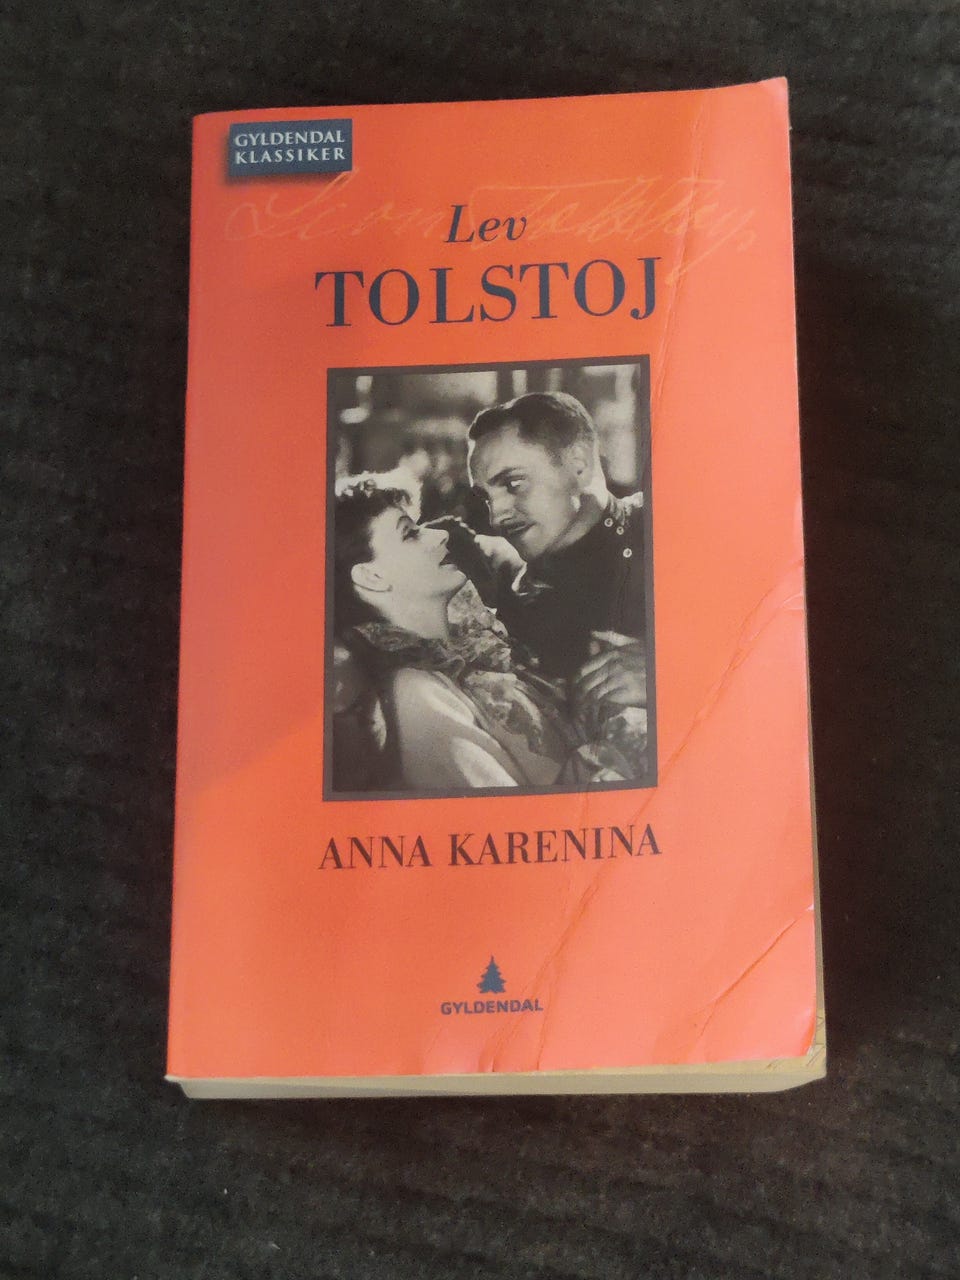 GYLDENDAL
KLASSIKER
Lev
TOLSTOJ
ANNA KARENINA
GYLDENDAL